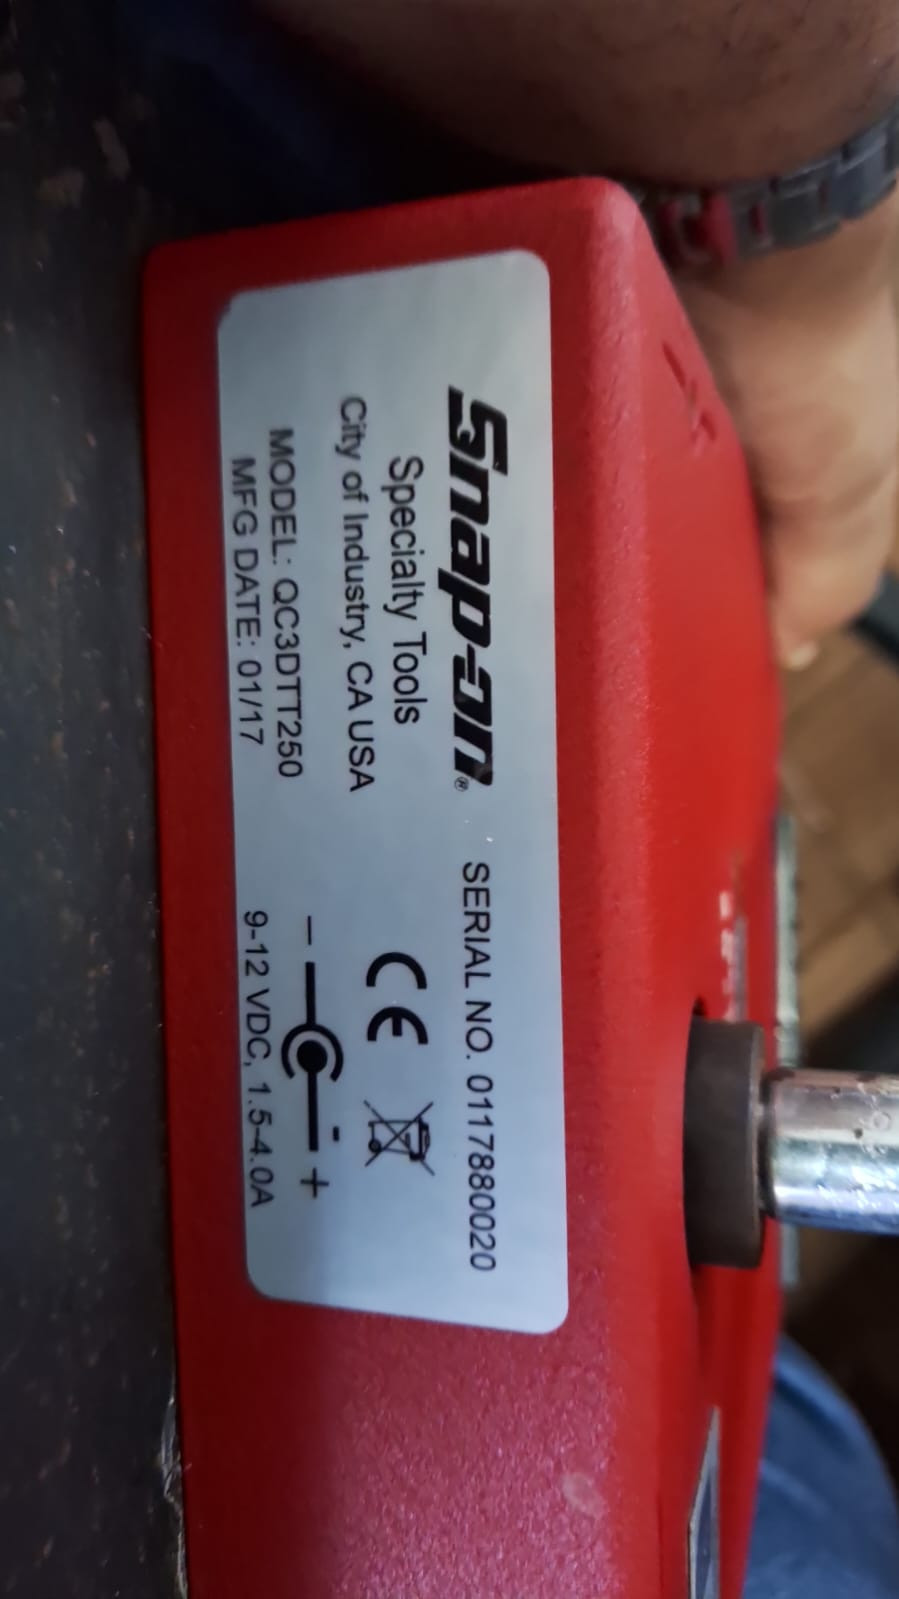 Snap-on®
Specialty Tools
City of Industry, CA USA
MODEL: QC3DTT250
MFG DATE: 01/17
SERIAL NO. 0117880020
CE
− +
9-12 VDC, 1.5-4.0A